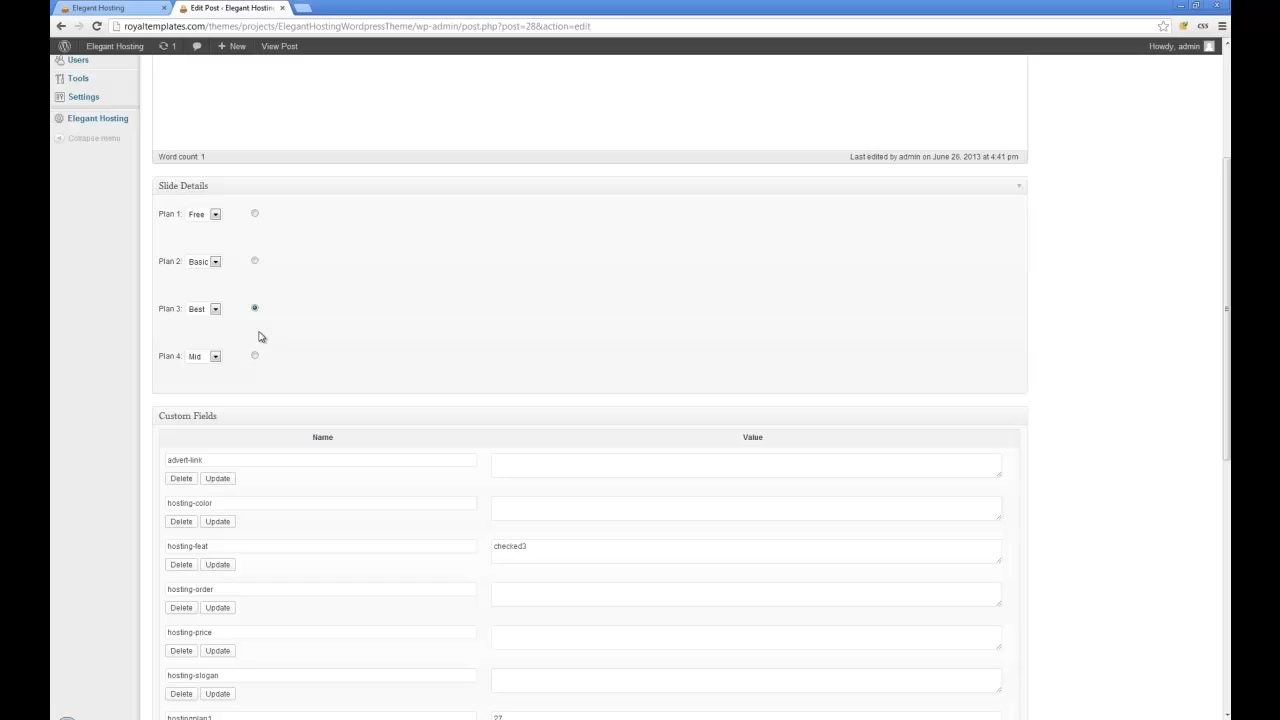 Elegant Hosting
Edit Post ‹ Elegant Hosting
royaltemplates.com/themes/projects/ElegantHostingWordpressTheme/wp-admin/post.php?post=28&action=edit
css
Elegant Hosting 1 + New View Post Howdy, admin
Users
Tools
Settings
Elegant Hosting
Collapse menu
Word count: 1 Last edited by admin on June 26, 2013 at 4:41 pm
Slide Details
Plan 1: Free
Plan 2: Basic
Plan 3: Best
Plan 4: Mid
Custom Fields
Name Value
advert-link
Delete Update
hosting-color
Delete Update
hosting-feat checked3
Delete Update
hosting-order
Delete Update
hosting-price
Delete Update
hosting-slogan
Delete Update
hostingplan1 27